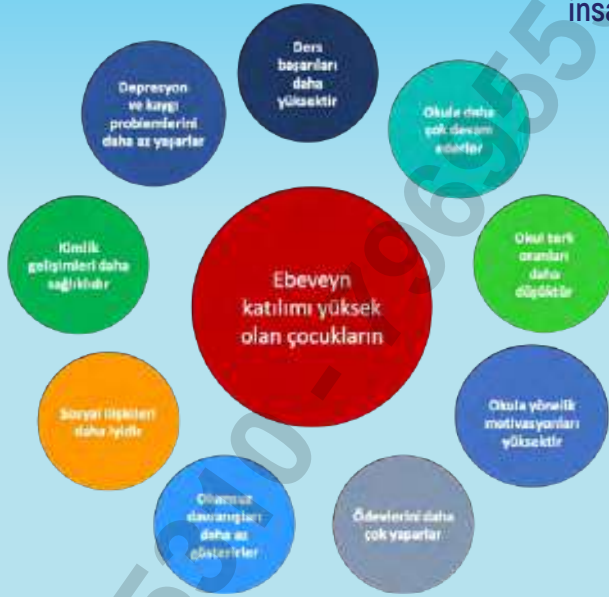 insa
Ders
başarıları
daha
yüksektir
Okula daha
çok devam
ederler
Okul terk
oranları
daha
düşüktür
Okula yönelik
motivasyonları
yüksektir
Ödevlerini daha
çok yaparlar
Olumsuz
davranışları
daha az
gösterirler
Sosyal ilişkileri
daha iyidir
Kimlik
gelişimleri daha
sağlıklıdır
Depresyon
ve kaygı
problemlerini
daha az yaşarlar
Ebeveyn
katılımı yüksek
olan çocukların